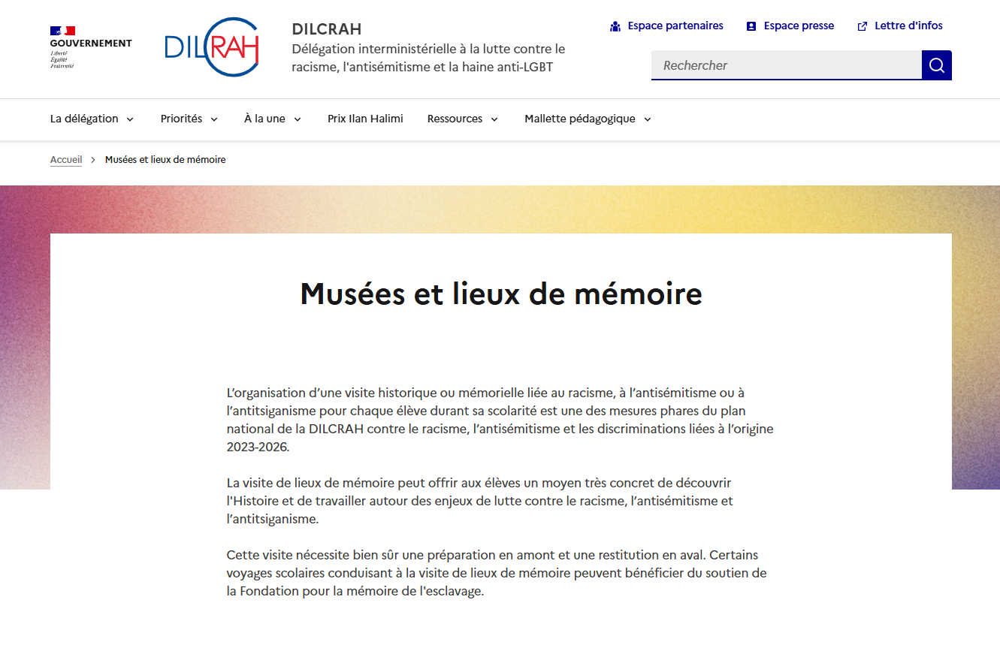 GOUVERNEMENT
Liberté
Égalité
Fraternité
DILCRAH
DILCRAH
Délégation interministérielle à la lutte contre le
racisme, l'antisémitisme et la haine anti-LGBT
Espace partenaires
Espace presse
Lettre d'infos
Rechercher
La délégation
Priorités
À la une
Prix Ilan Halimi
Ressources
Mallette pédagogique
Accueil
Musées et lieux de mémoire
Musées et lieux de mémoire
L’organisation d’une visite historique ou mémorielle liée au racisme, à l’antisémitisme ou à
l’antitsiganisme pour chaque élève durant sa scolarité est une des mesures phares du plan
national de la DILCRAH contre le racisme, l’antisémitisme et les discriminations liées à l’origine
2023-2026.
La visite de lieux de mémoire peut offrir aux élèves un moyen très concret de découvrir
l'Histoire et de travailler autour des enjeux de lutte contre le racisme, l’antisémitisme et
l’antitsiganisme.
Cette visite nécessite bien sûr une préparation en amont et une restitution en aval. Certains
voyages scolaires conduisant à la visite de lieux de mémoire peuvent bénéficier du soutien de
la Fondation pour la mémoire de l'esclavage.